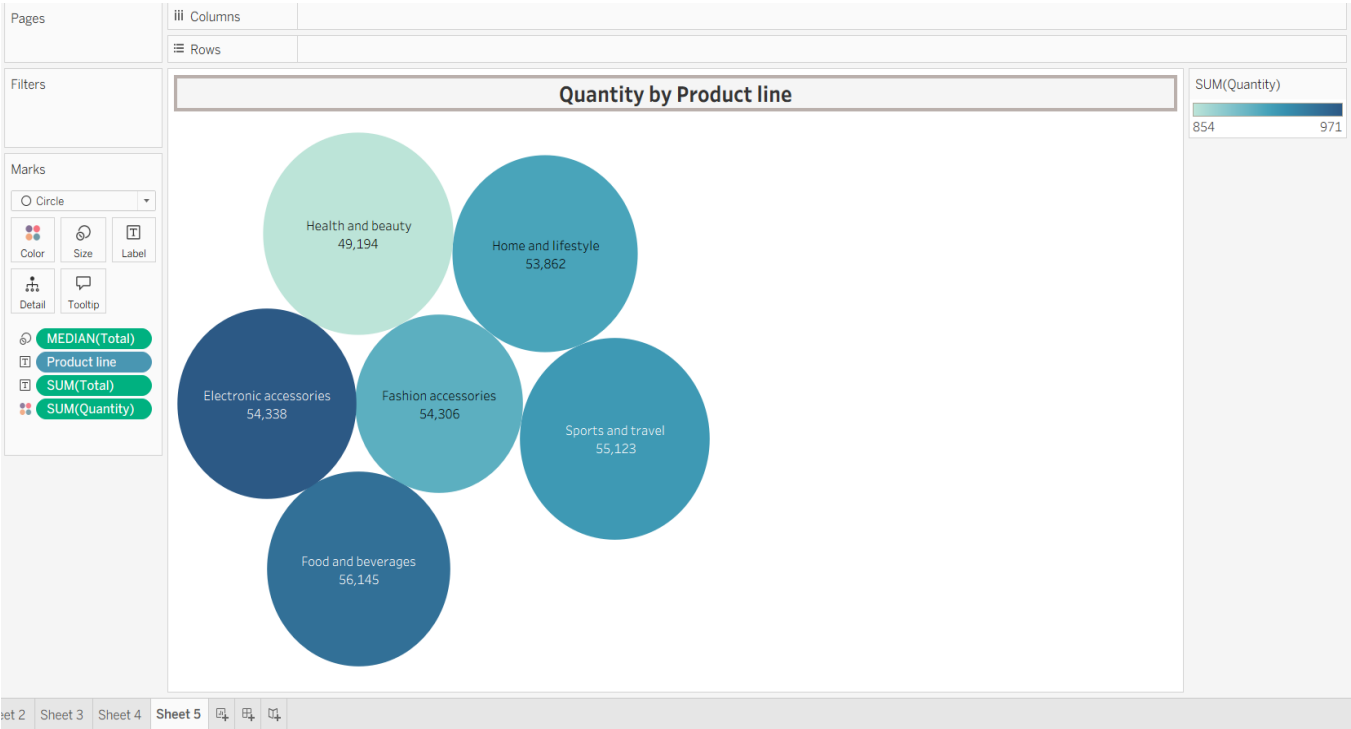 Pages
iii Columns
Rows
Filters
Quantity by Product line
SUM(Quantity)
854 971
Marks
Circle
Color Size Label
Detail Tooltip
MEDIAN(Total)
Product line
SUM(Total)
SUM(Quantity)
Health and beauty
49,194
Home and lifestyle
53,862
Electronic accessories
54,338
Fashion accessories
54,306
Sports and travel
55,123
Food and beverages
56,145
eet 2 Sheet 3 Sheet 4 Sheet 5